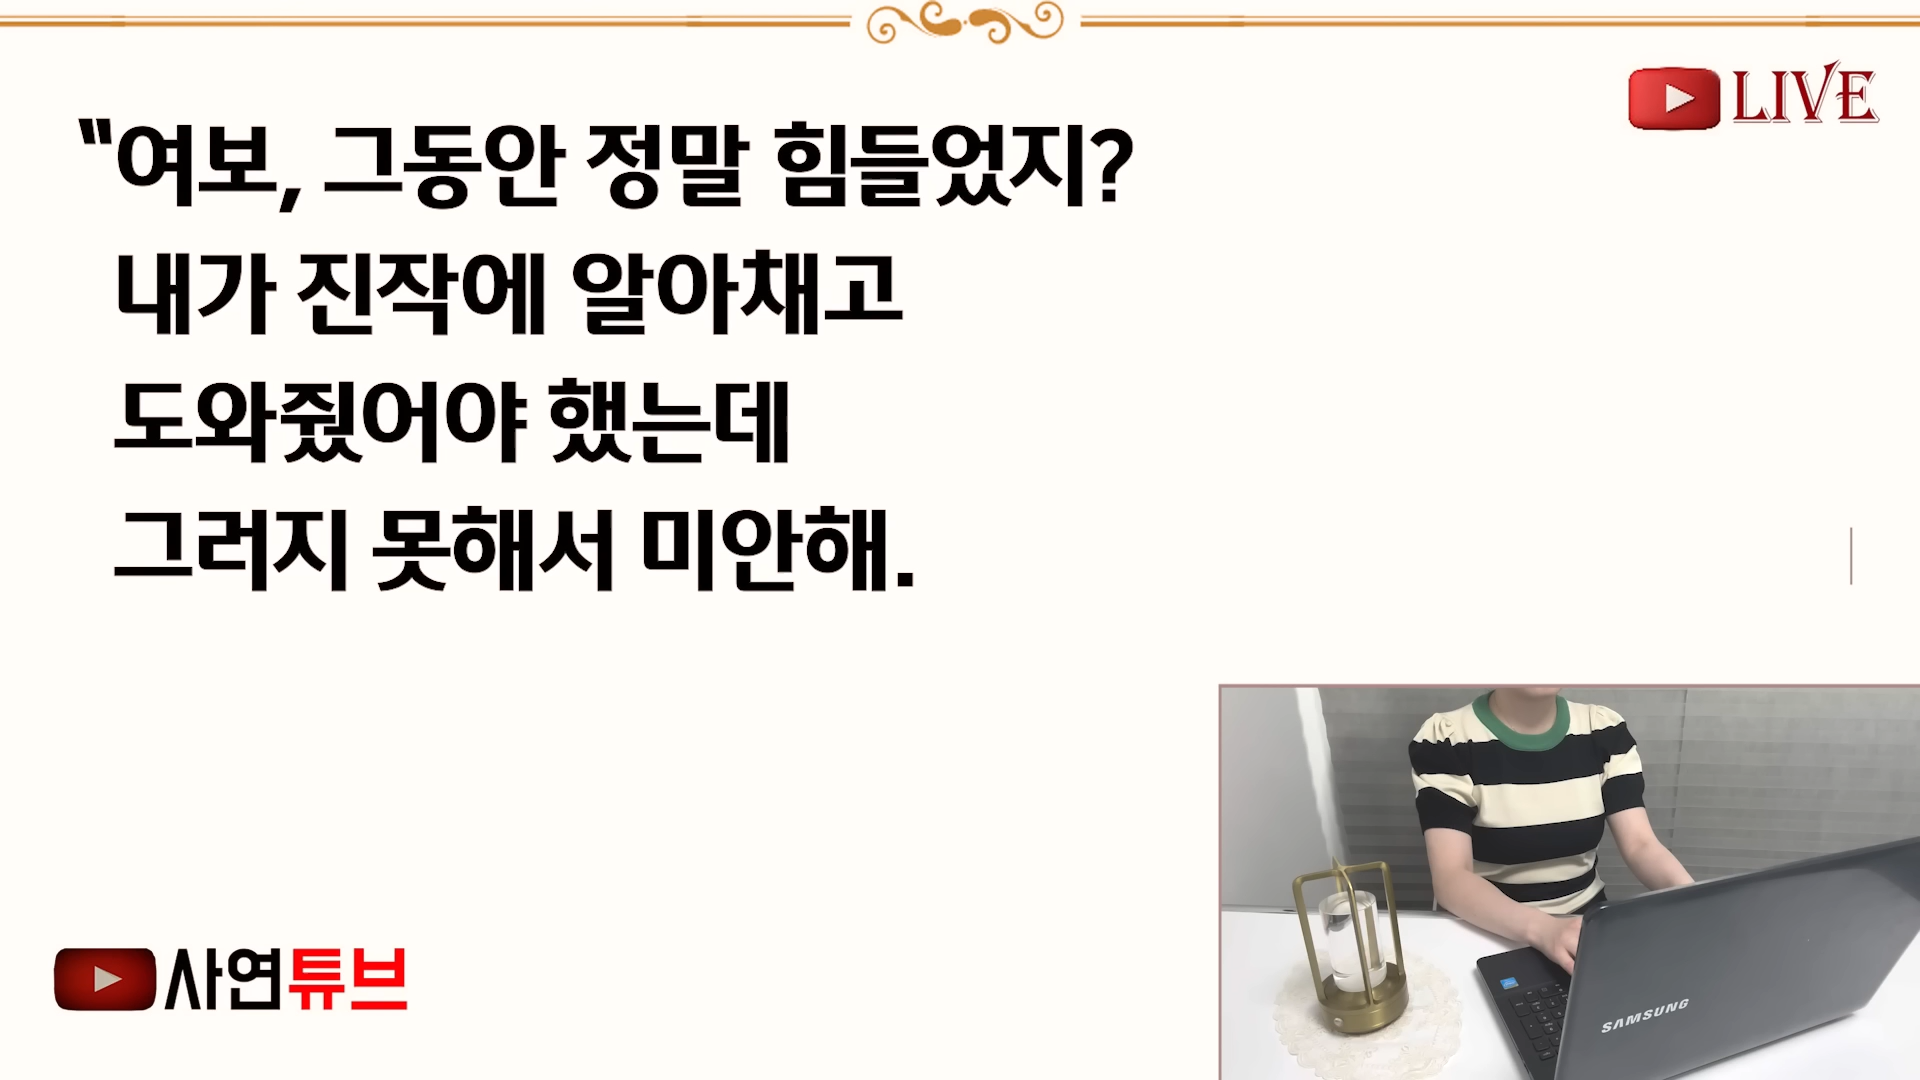 LIVE
“여보, 그동안 정말 힘들었지?
내가 진작에 알아채고
도와줬어야 했는데
그러지 못해서 미안해.
사연튜브
SAMSUNG